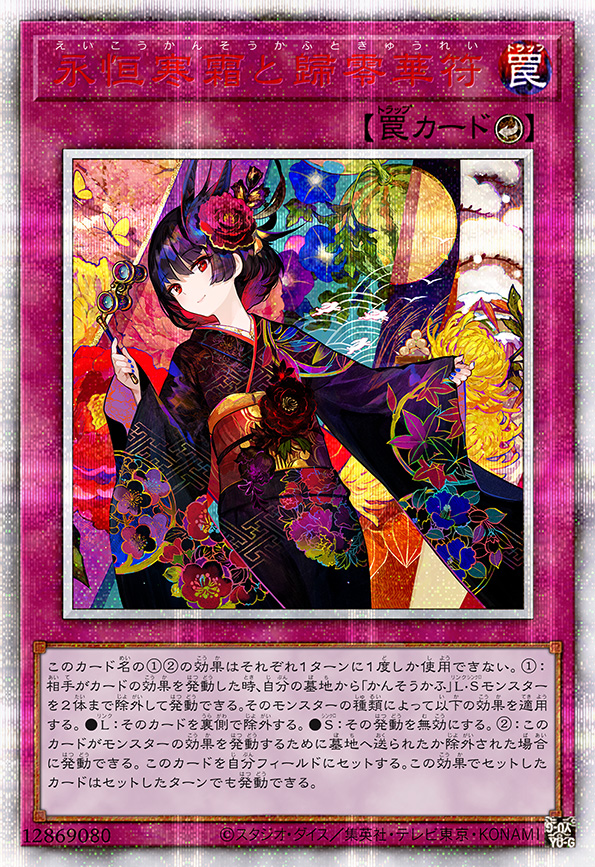 えいこうかんそうかふときゅうれい
永恒寒霜と歸零華符
トラップ
罠
トラップ
【罠カード】
このカード名の①②の効果はそれぞれ1ターンに1度しか使用できない。①：
相手がカードの効果を発動した時、自分の墓地から「かんそうかふ」L・Sモンスター
を2体まで除外して発動できる。そのモンスターの種類によって以下の効果を適用
する。●L：そのカードを裏側で除外する。●S：その発動を無効にする。②：この
カードがモンスターの効果を発動するために墓地へ送られたか除外された場合
に発動できる。このカードを自分フィールドにセットする。この効果でセットした
カードはセットしたターンでも発動できる。
12869080
©スタジオ・ダイス/集英社・テレビ東京・KONAMI